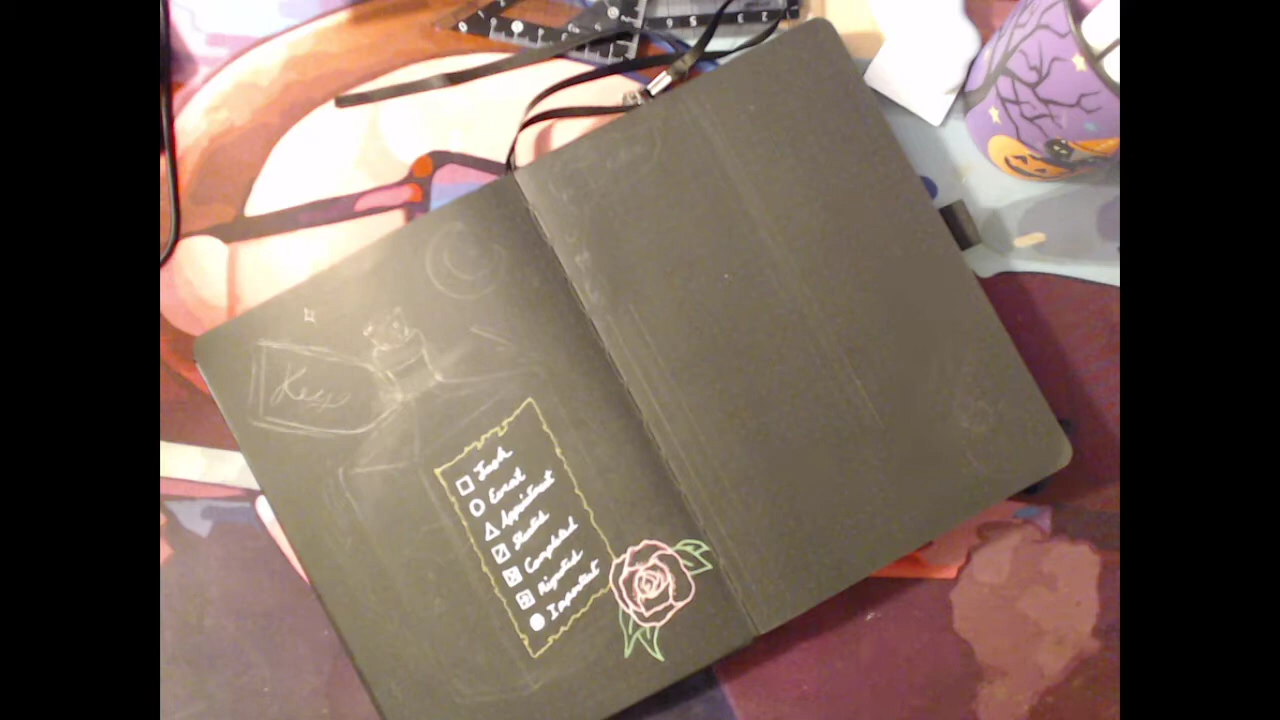 Key
Task
Event
Appointment
Started
Completed
Migrated
Important